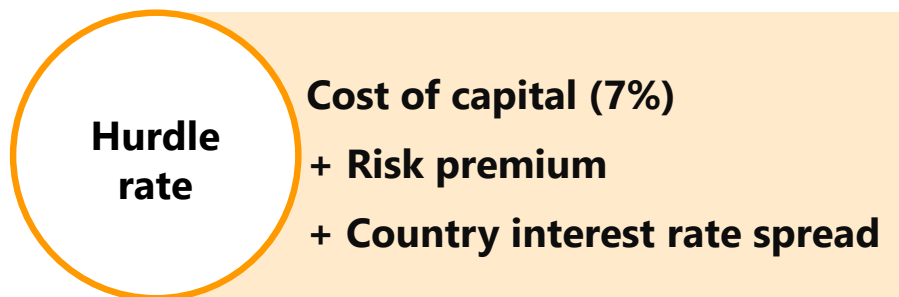 Hurdle
rate
Cost of capital (7%)
+ Risk premium
+ Country interest rate spread